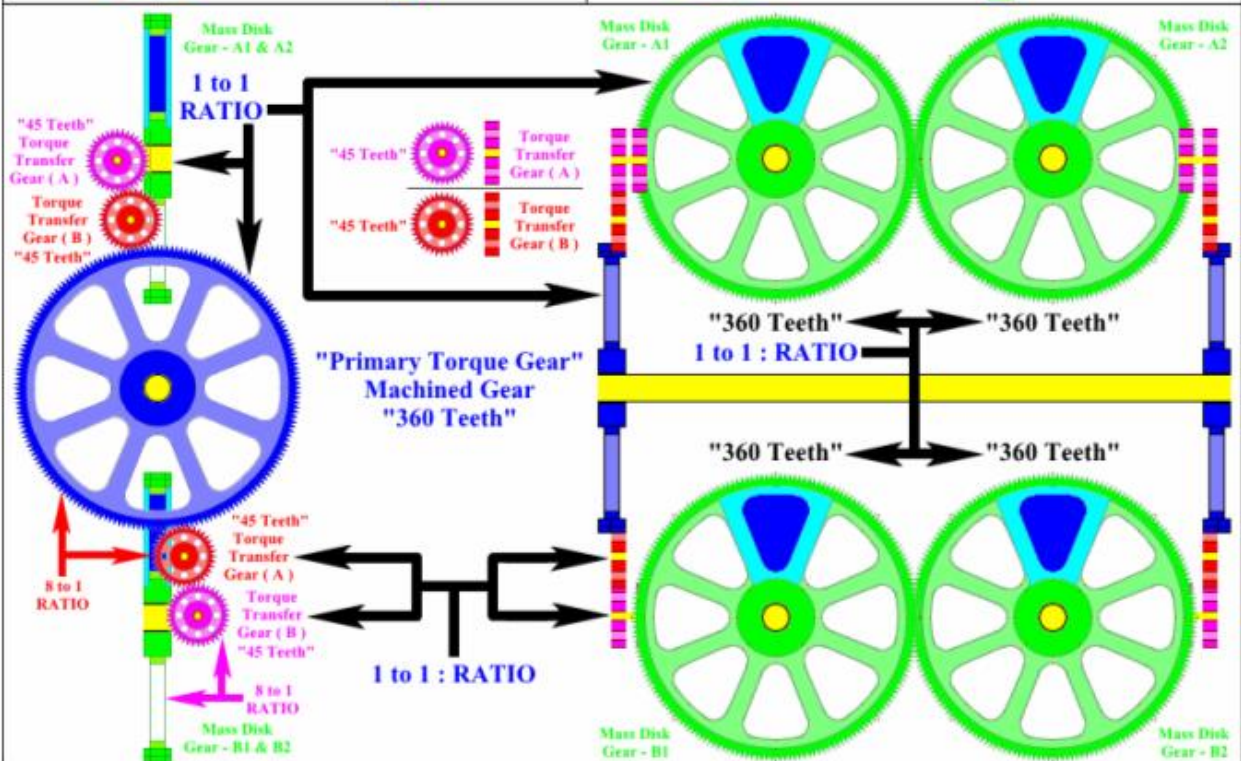 Mass Disk
Gear - A1 & A2
1 to 1
RATIO
"45 Teeth"
Torque
Transfer
Gear ( A )
Torque
Transfer
Gear ( B )
"45 Teeth"
"45 Teeth"
Torque
Transfer
Gear ( A )
"45 Teeth"
Torque
Transfer
Gear ( B )
Mass Disk
Gear - A1
Mass Disk
Gear - A2
"360 Teeth"
"360 Teeth"
1 to 1 : RATIO
"Primary Torque Gear"
Machined Gear
"360 Teeth"
"360 Teeth"
"360 Teeth"
8 to 1
RATIO
"45 Teeth"
Torque
Transfer
Gear ( A )
Torque
Transfer
Gear ( B )
"45 Teeth"
8 to 1
RATIO
1 to 1 : RATIO
Mass Disk
Gear - B1 & B2
Mass Disk
Gear - B1
Mass Disk
Gear - B2